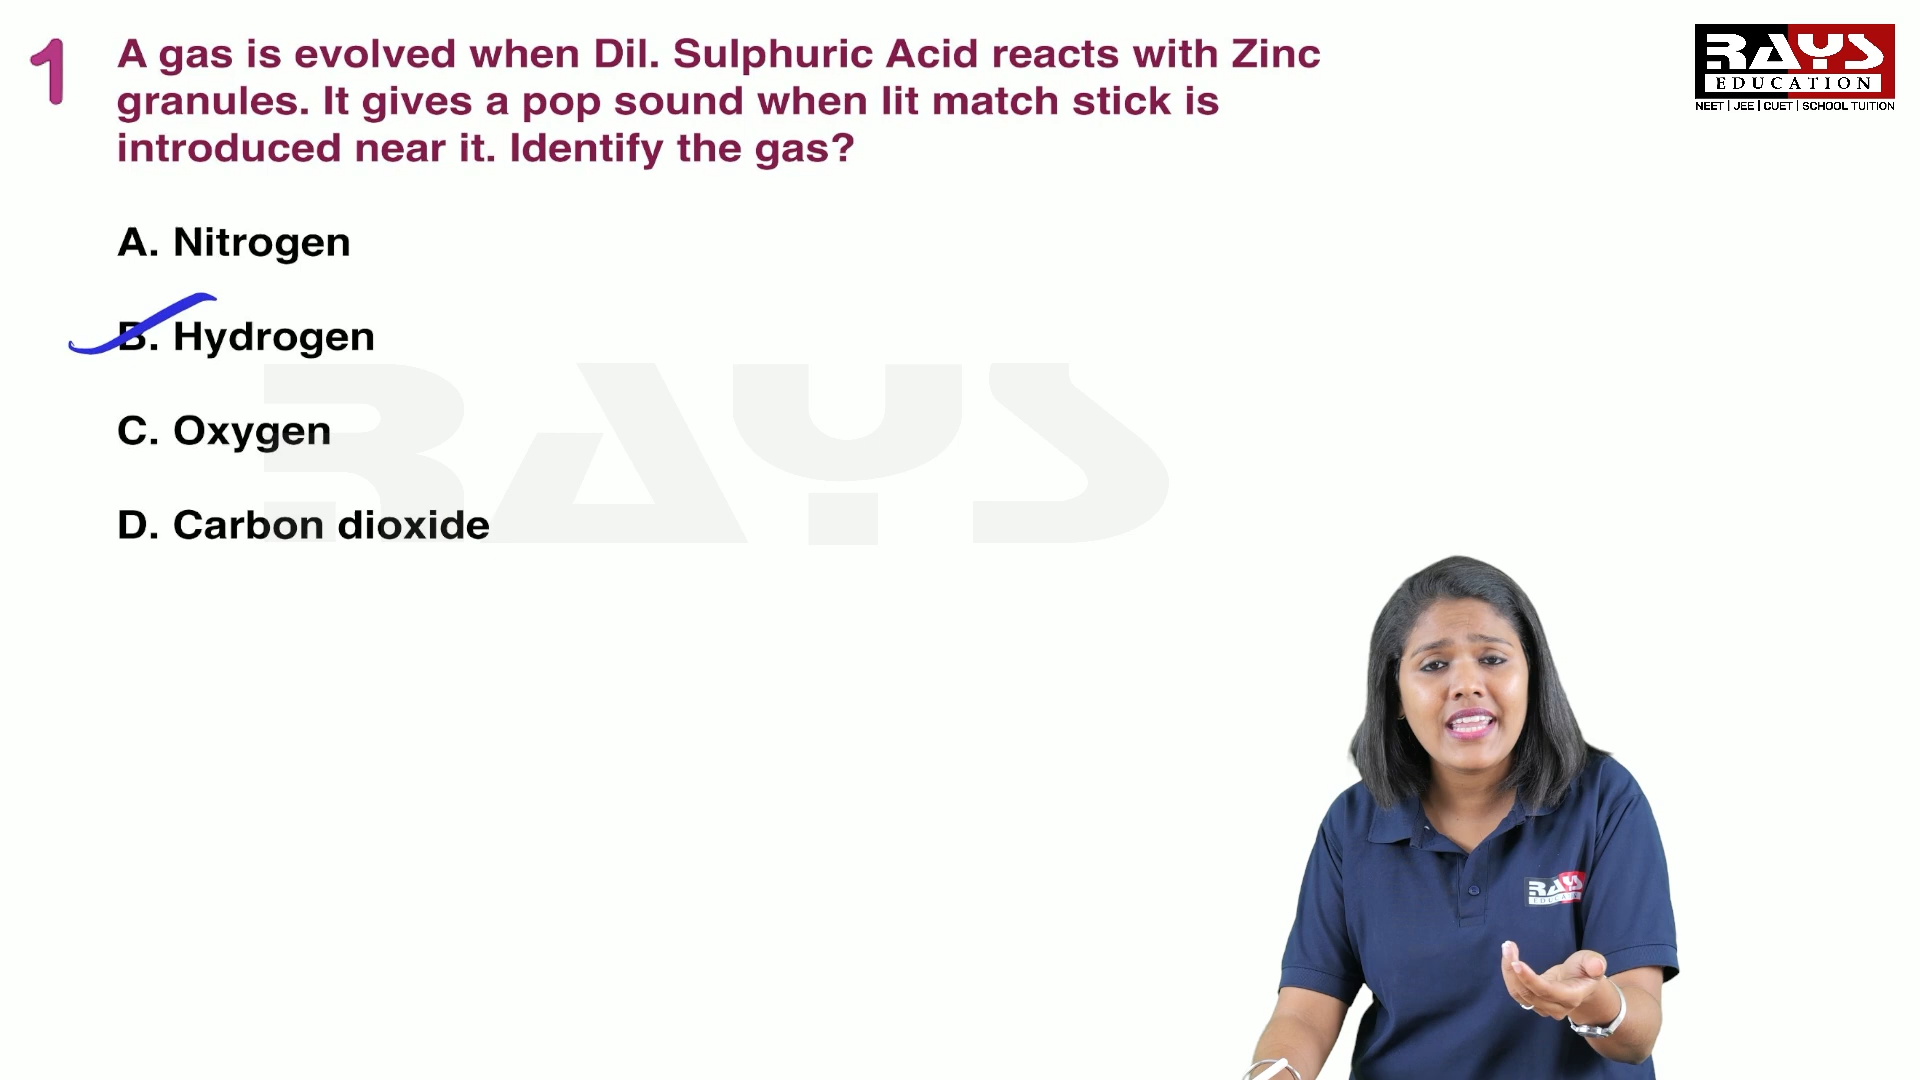 1
A gas is evolved when Dil. Sulphuric Acid reacts with Zinc
granules. It gives a pop sound when lit match stick is
introduced near it. Identify the gas?
A. Nitrogen
B. Hydrogen
C. Oxygen
D. Carbon dioxide
RAYS
EDUCATION
NEET | JEE | CUET | SCHOOL TUITION
RAYS
RAYS